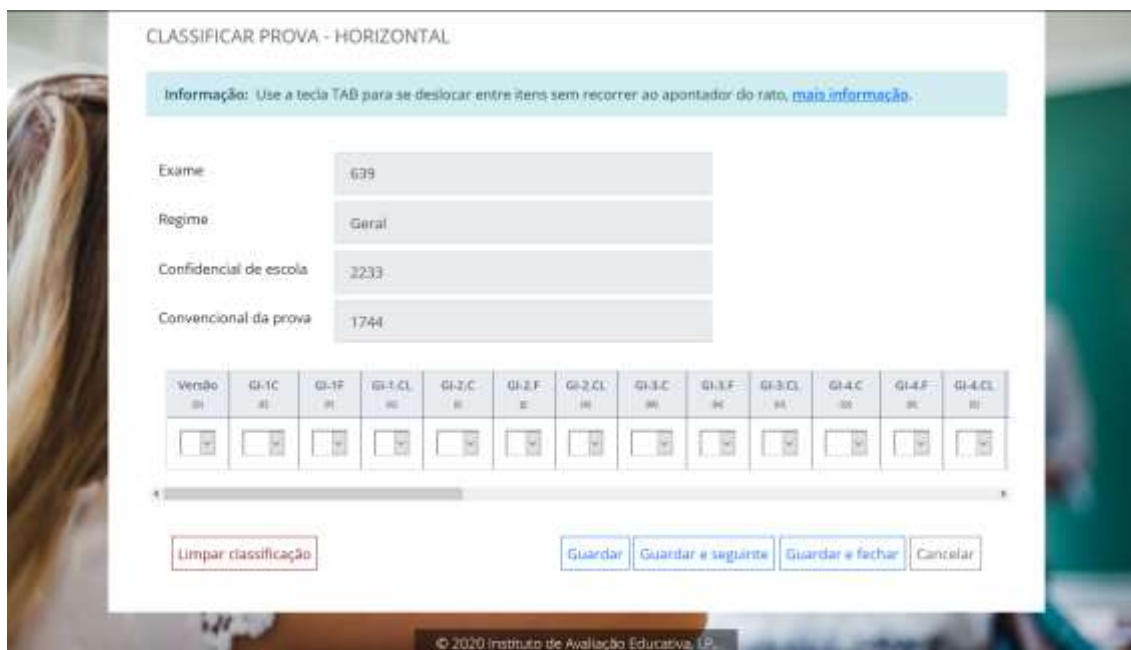 CLASSIFICAR PROVA - HORIZONTAL
Informação: Use a tecla TAB para se deslocar entre itens sem recorrer ao apontador do rato, mais informação.
Exame 639
Regime Geral
Confidencial de escola 2233
Convencional da prova 1744
Versão GI-1C GI-1F GI-1.CL GI-2.C GI-2.F GI-2.CL GI-3.C GI-3.F GI-3.CL GI-4.C GI-4.F GI-4.CL
Limpar classificação Guardar Guardar e seguinte Guardar e fechar Cancelar
© 2020 Instituto de Avaliação Educativa, I.P.